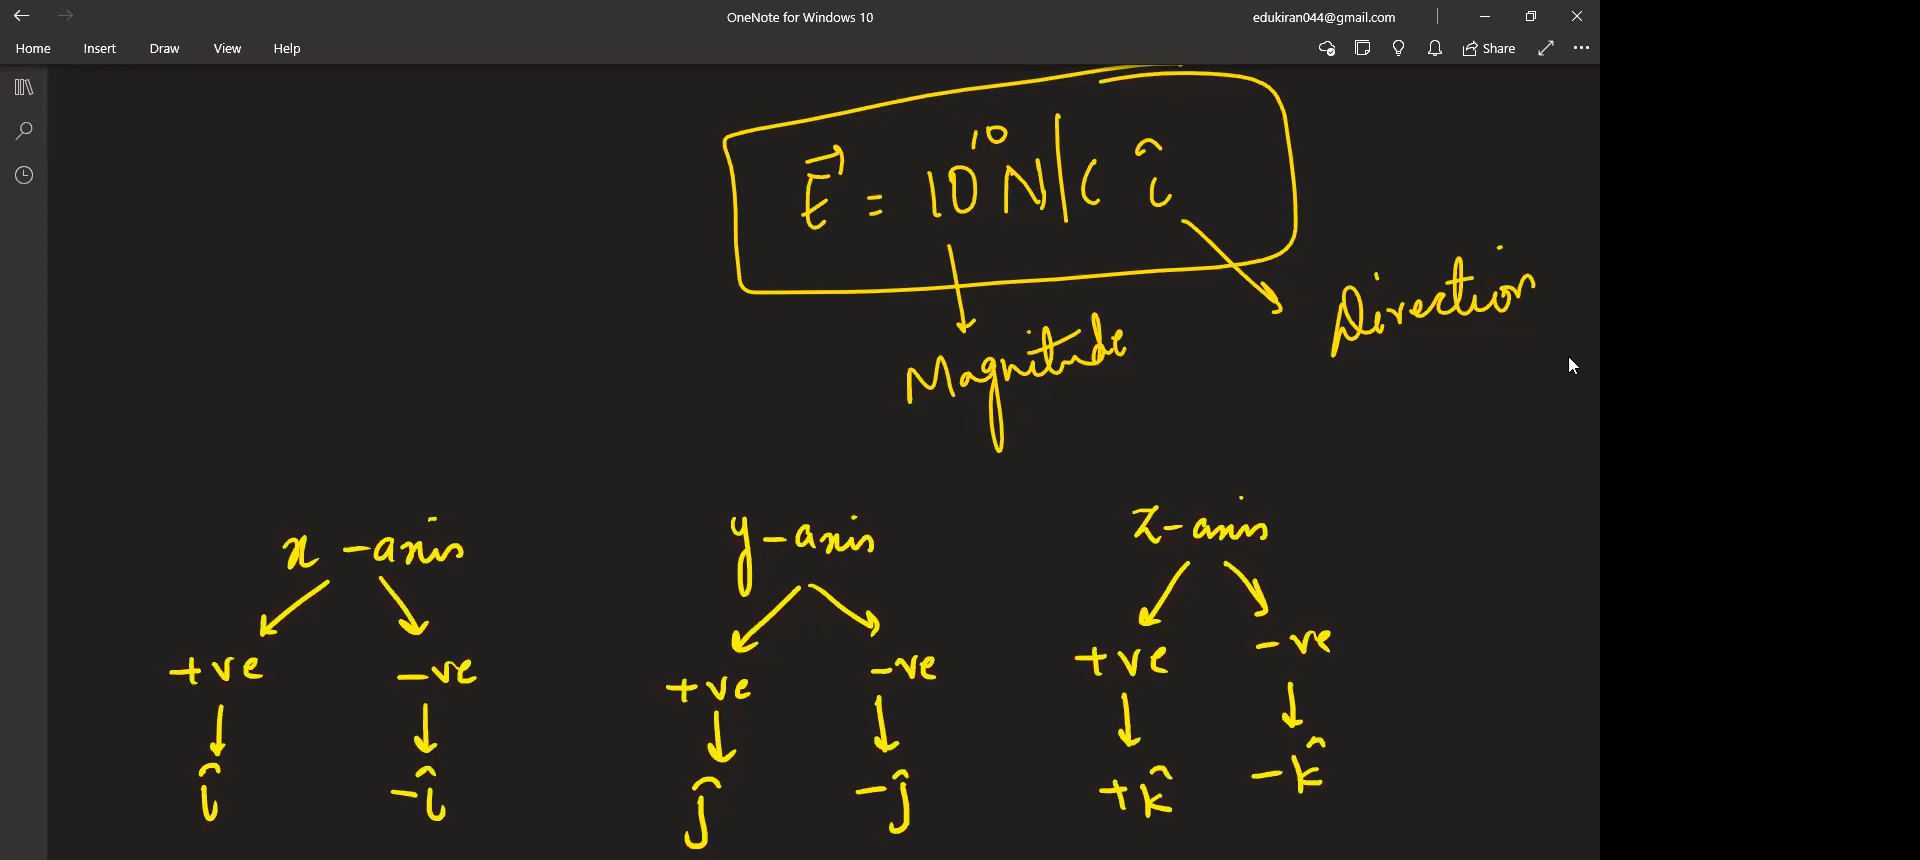 OneNote for Windows 10
edukiran044@gmail.com
Home Insert Draw View Help
Share
E⃗ = 10¹⁰ N/C î
Direction
Magnitude
x-axis y-axis z-axis
+ve -ve +ve -ve +ve -ve
î -î ĵ -ĵ +k̂ -k̂